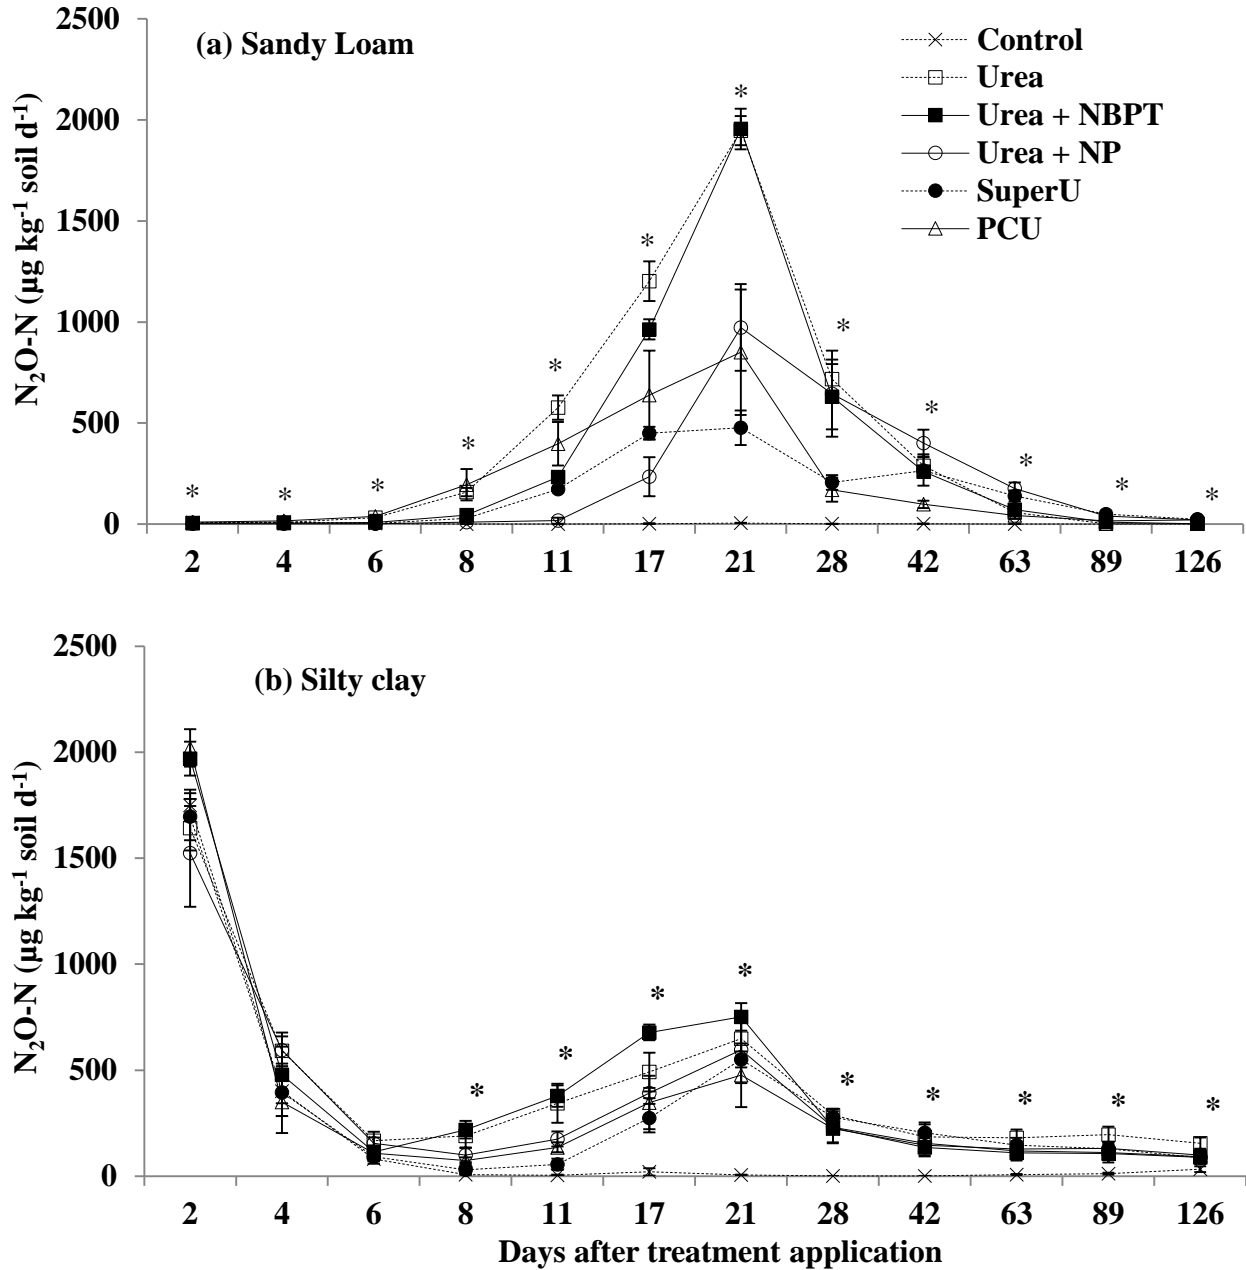 2500
2000
1500
1000
500
0
N₂O-N (µg kg⁻¹ soil d⁻¹)
(a) Sandy Loam
Control
Urea
Urea + NBPT
Urea + NP
SuperU
PCU
* * * * * * * * * * * *
2 4 6 8 11 17 21 28 42 63 89 126
2500
2000
1500
1000
500
0
N₂O-N (µg kg⁻¹ soil d⁻¹)
(b) Silty clay
* * * * * * * * *
2 4 6 8 11 17 21 28 42 63 89 126
Days after treatment application